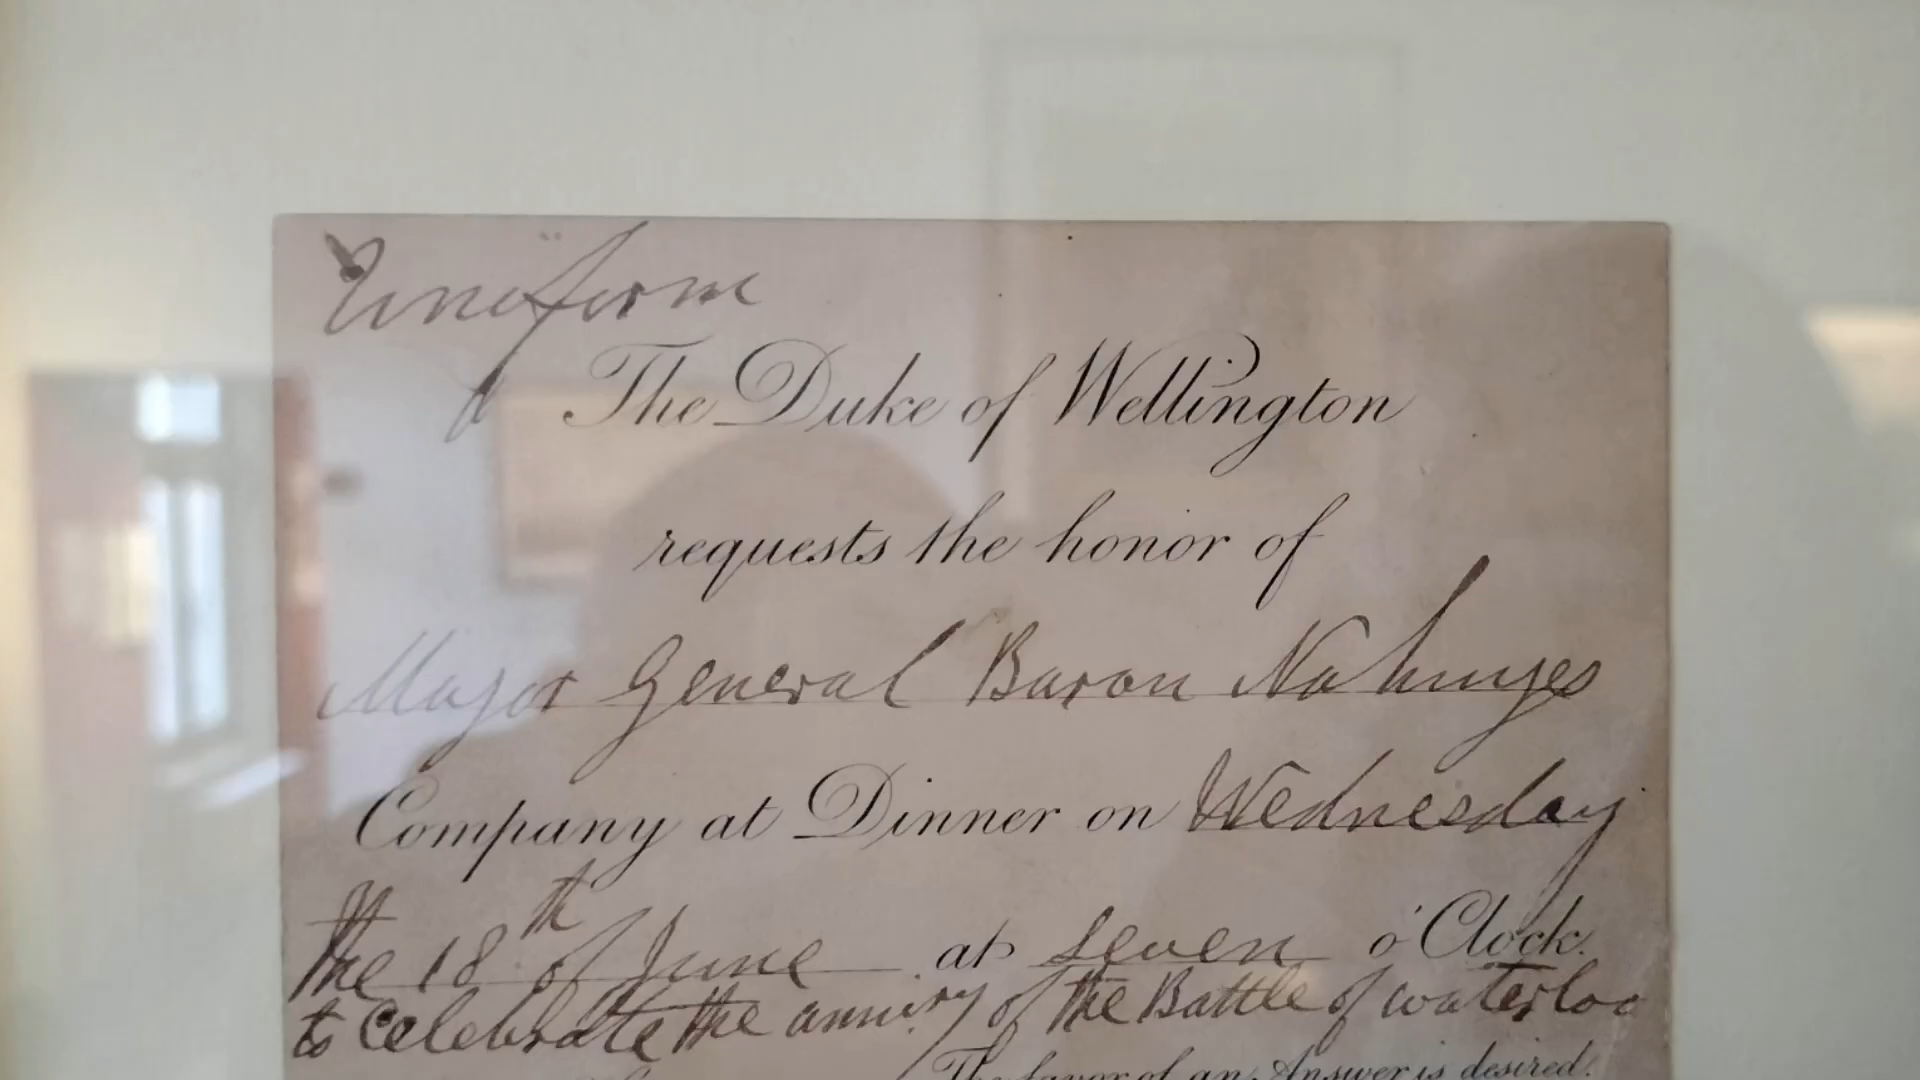 Uniform
The Duke of Wellington
requests the honor of
Major General Baron Nahuijes
Company at Dinner on Wednesday
the 18th of June at seven o'Clock.
to Celebrate the anniv.ry of the Battle of waterloo
The favor of an Answer is desired.